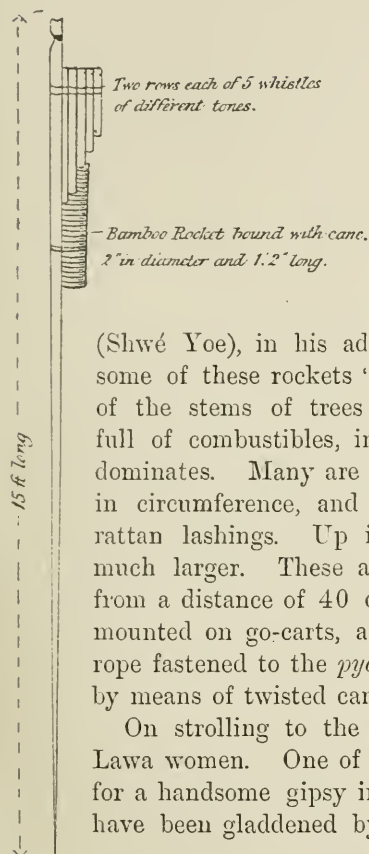 Two rows each of 5 whistles
of different tones.
Bamboo Rocket bound with cane.
2" in diameter and 1.'2" long.
15 ft long
(Shwé Yoe), in his ad
some of these rockets '
of the stems of trees
full of combustibles, i
dominates. Many are
in circumference, and
rattan lashings. Up i
much larger. These a
from a distance of 40
mounted on go-carts, a
rope fastened to the
by means of twisted
On strolling to the
Lawa women. One of
for a handsome gipsy i
have been gladdened b